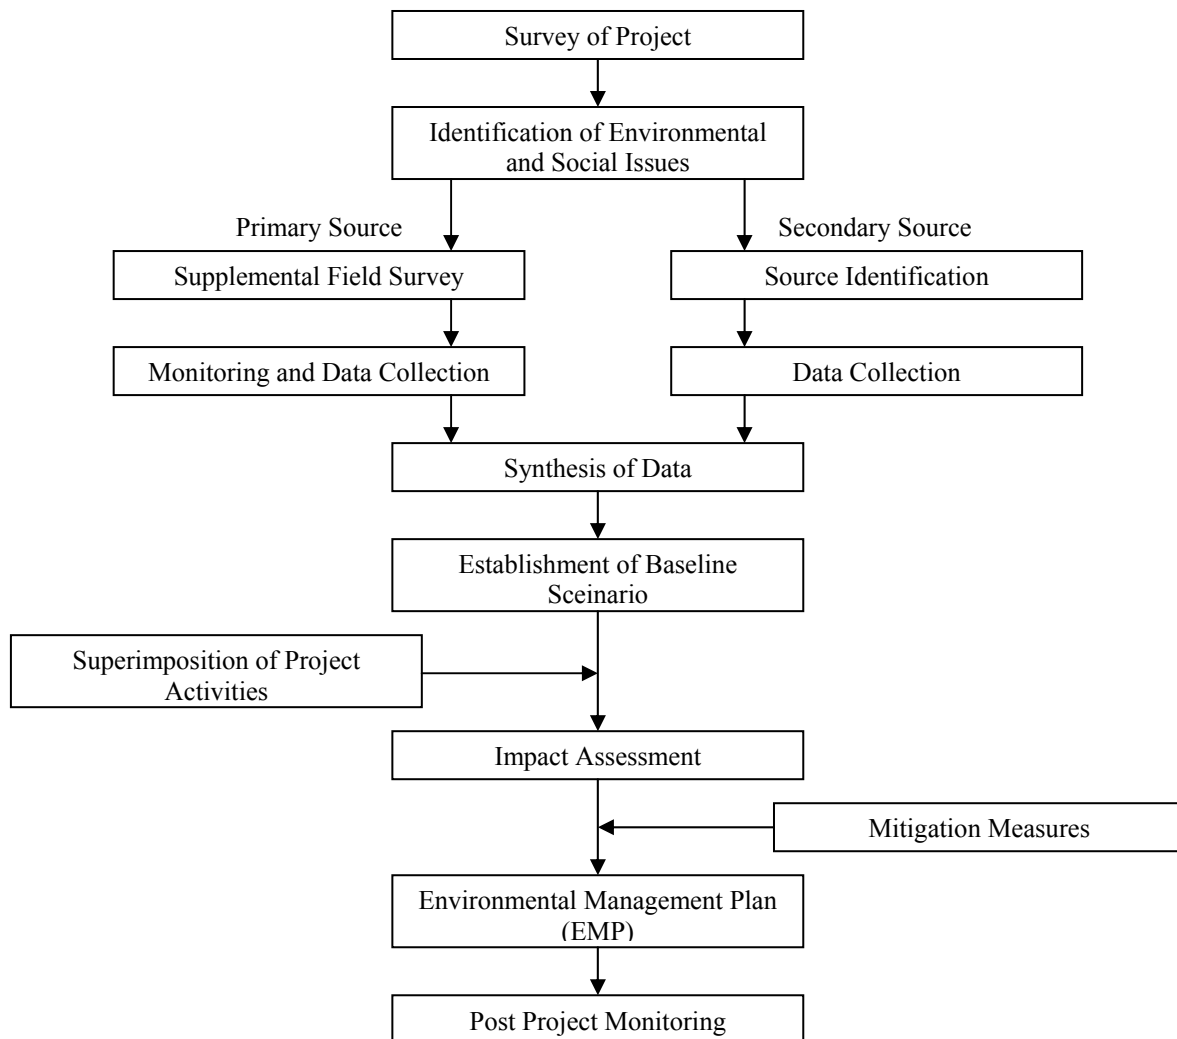 Survey of Project
Identification of Environmental
and Social Issues
Primary Source
Secondary Source
Supplemental Field Survey
Source Identification
Monitoring and Data Collection
Data Collection
Synthesis of Data
Establishment of Baseline
Sceinario
Superimposition of Project
Activities
Impact Assessment
Mitigation Measures
Environmental Management Plan
(EMP)
Post Project Monitoring